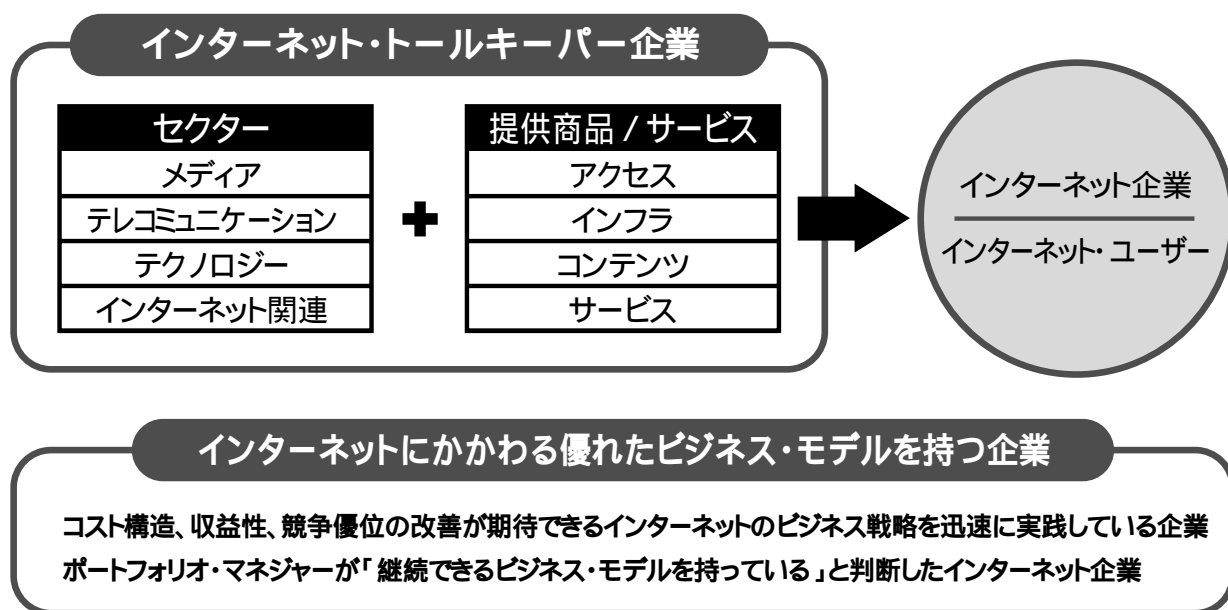 インターネット・トールキーパー企業
セクター
メディア
テレコミュニケーション
テクノロジー
インターネット関連
提供商品 / サービス
アクセス
インフラ
コンテンツ
サービス
インターネット企業
インターネット・ユーザー
インターネットにかかわる優れたビジネス・モデルを持つ企業
コスト構造、収益性、競争優位の改善が期待できるインターネットのビジネス戦略を迅速に実践している企業
ポートフォリオ・マネジャーが「継続できるビジネス・モデルを持っている」と判断したインターネット企業